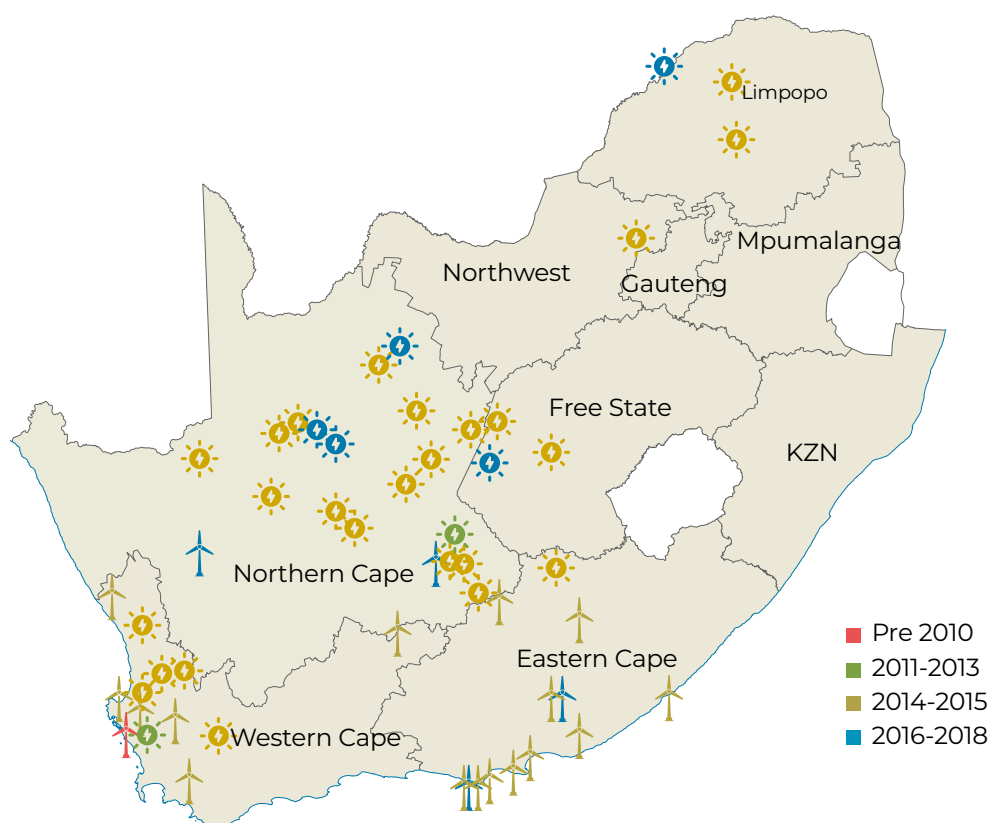 Limpopo
Mpumalanga
Northwest
Gauteng
Free State
KZN
Northern Cape
Eastern Cape
Western Cape
Pre 2010
2011-2013
2014-2015
2016-2018